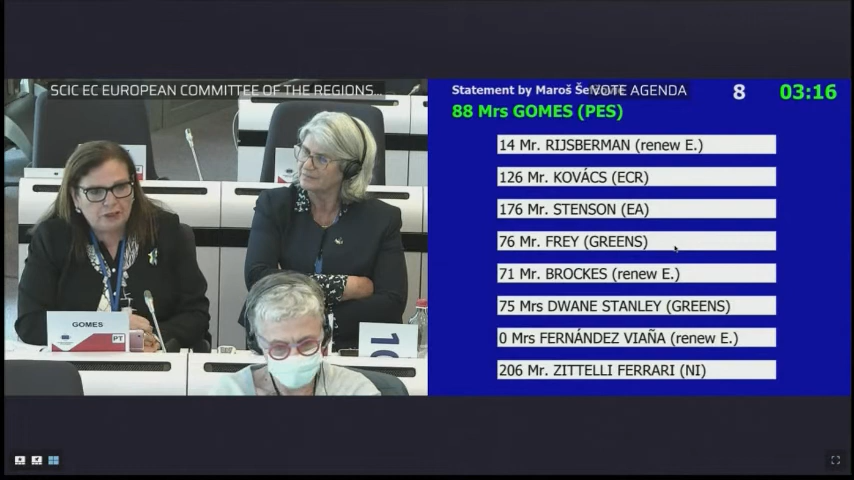 SCIC EC EUROPEAN COMMITTEE OF THE REGIONS...
GOMES
PT
Statement by Maroš
VOTE AGENDA
8
03:16
88 Mrs GOMES (PES)
14 Mr. RIJSBERMAN (renew E.)
126 Mr. KOVÁCS (ECR)
176 Mr. STENSON (EA)
76 Mr. FREY (GREENS)
71 Mr. BROCKES (renew E.)
75 Mrs DWANE STANLEY (GREENS)
0 Mrs FERNÁNDEZ VIAÑA (renew E.)
206 Mr. ZITTELLI FERRARI (NI)